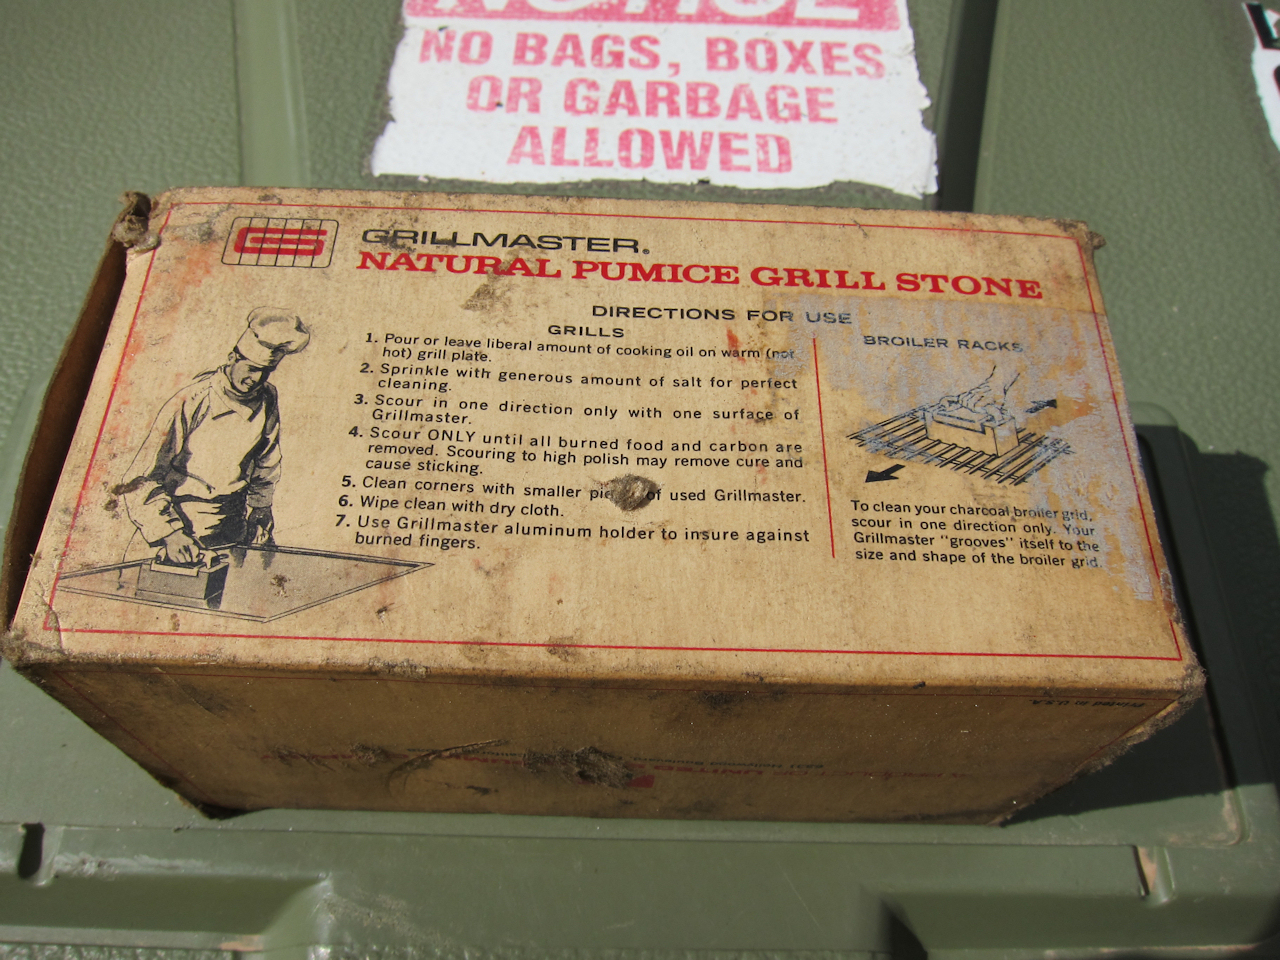 NOTICE
NO BAGS, BOXES
OR GARBAGE
ALLOWED
GRILLMASTER®
NATURAL PUMICE GRILL STONE
DIRECTIONS FOR USE
GRILLS
1. Pour or leave liberal amount of cooking oil on warm (not
hot) grill plate.
2. Sprinkle with generous amount of salt for perfect
cleaning.
3. Scour in one direction only with one surface of
Grillmaster.
4. Scour ONLY until all burned food and carbon are
removed. Scouring to high polish may remove cure and
cause sticking.
5. Clean corners with smaller of used Grillmaster.
6. Wipe clean with dry cloth.
7. Use Grillmaster aluminum holder to insure against
burned fingers.
BROILER RACKS
To clean your charcoal broiler grid,
scour in one direction only. Your
Grillmaster "grooves" itself to the
size and shape of the broiler grid.
Printed in U.S.A.
UNITED